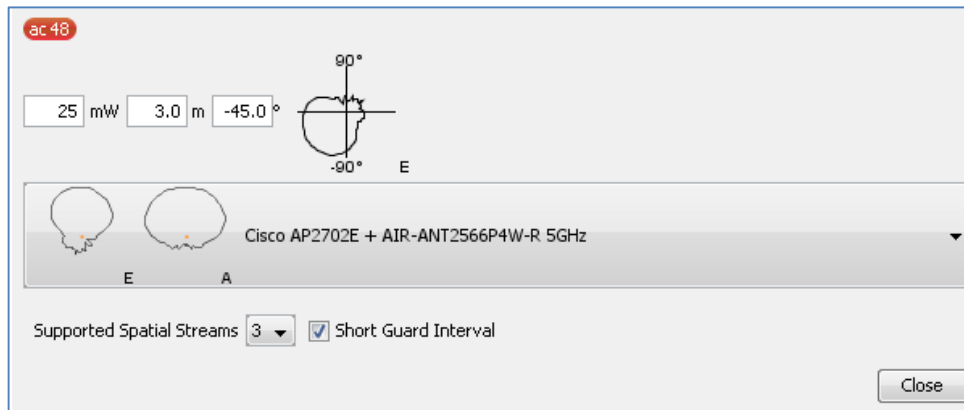 ac 48
90°
25 mW 3.0 m -45.0 °
-90° E
Cisco AP2702E + AIR-ANT2566P4W-R 5GHz
E A
Supported Spatial Streams 3 Short Guard Interval
Close